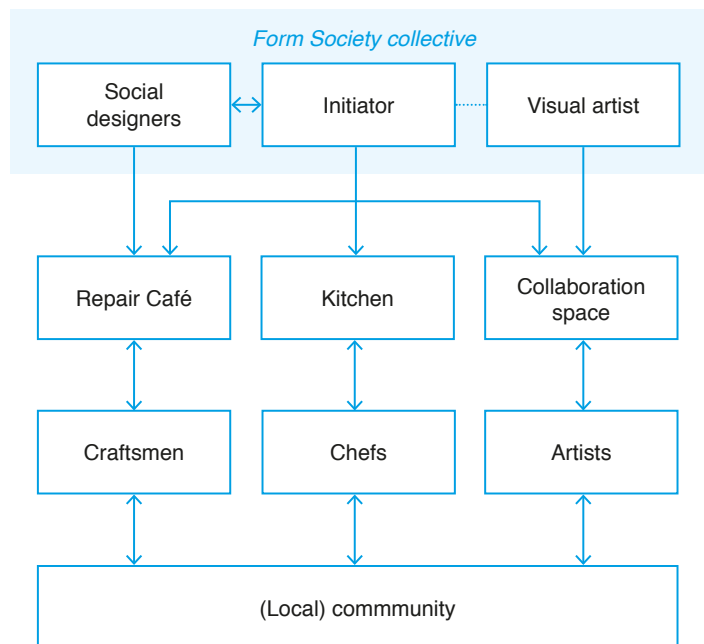 Form Society collective
Social
designers
Initiator
Visual artist
Repair Café
Kitchen
Collaboration
space
Craftsmen
Chefs
Artists
(Local) commmunity